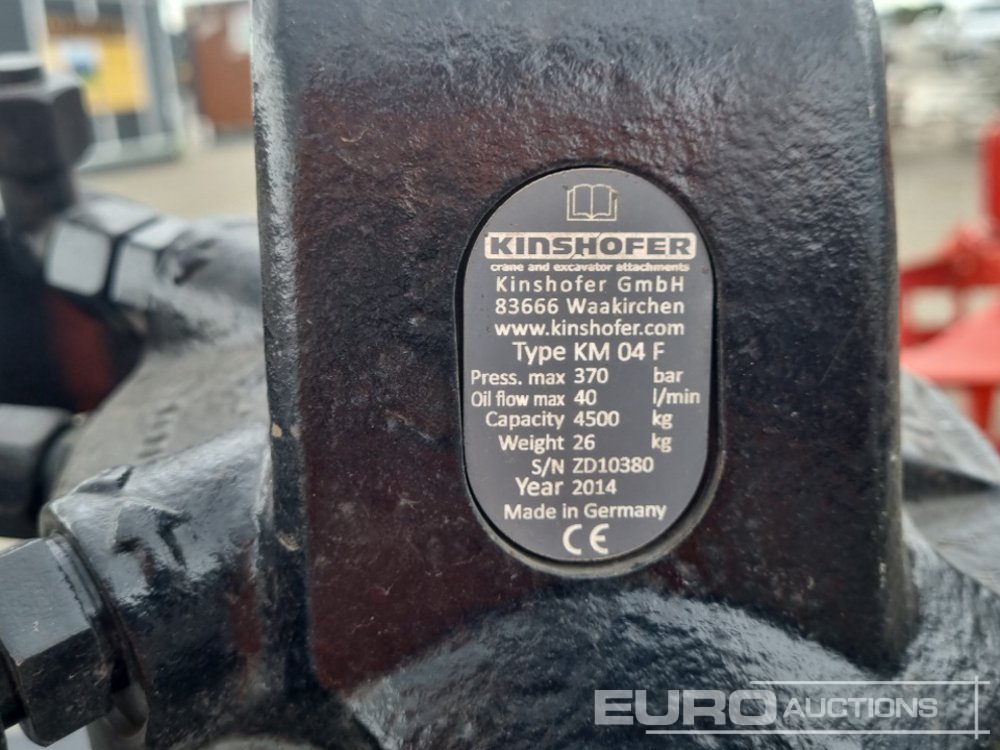 KINSHOFER
crane and excavator attachments
Kinshofer GmbH
83666 Waakirchen
www.kinshofer.com
Type KM 04 F
Press. max 370 bar
Oil flow max 40 l/min
Capacity 4500 kg
Weight 26 kg
S/N ZD10380
Year 2014
Made in Germany
CE
EURO AUCTIONS